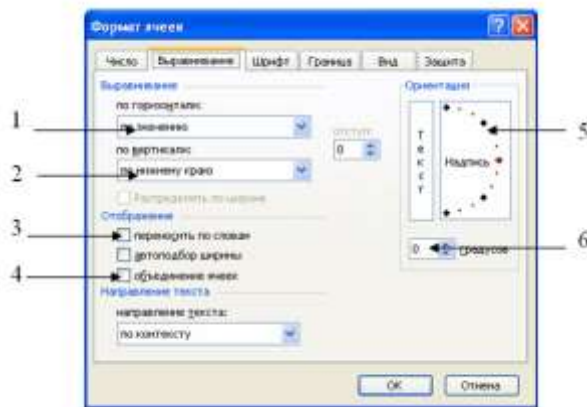 Формат ячеек
Число Выравнивание Шрифт Граница Вид Защита
Выравнивание
по горизонтали:
1
по значению
отступ:
по вертикали:
0
2
по нижнему краю
Распределять по ширине
Отображение
3
переносить по словам
автоподбор ширины
4
объединение ячеек
Направление текста
направление текста:
по контексту
Ориентация
Текст
Надпись
5
6
0
градусов
ОК
Отмена